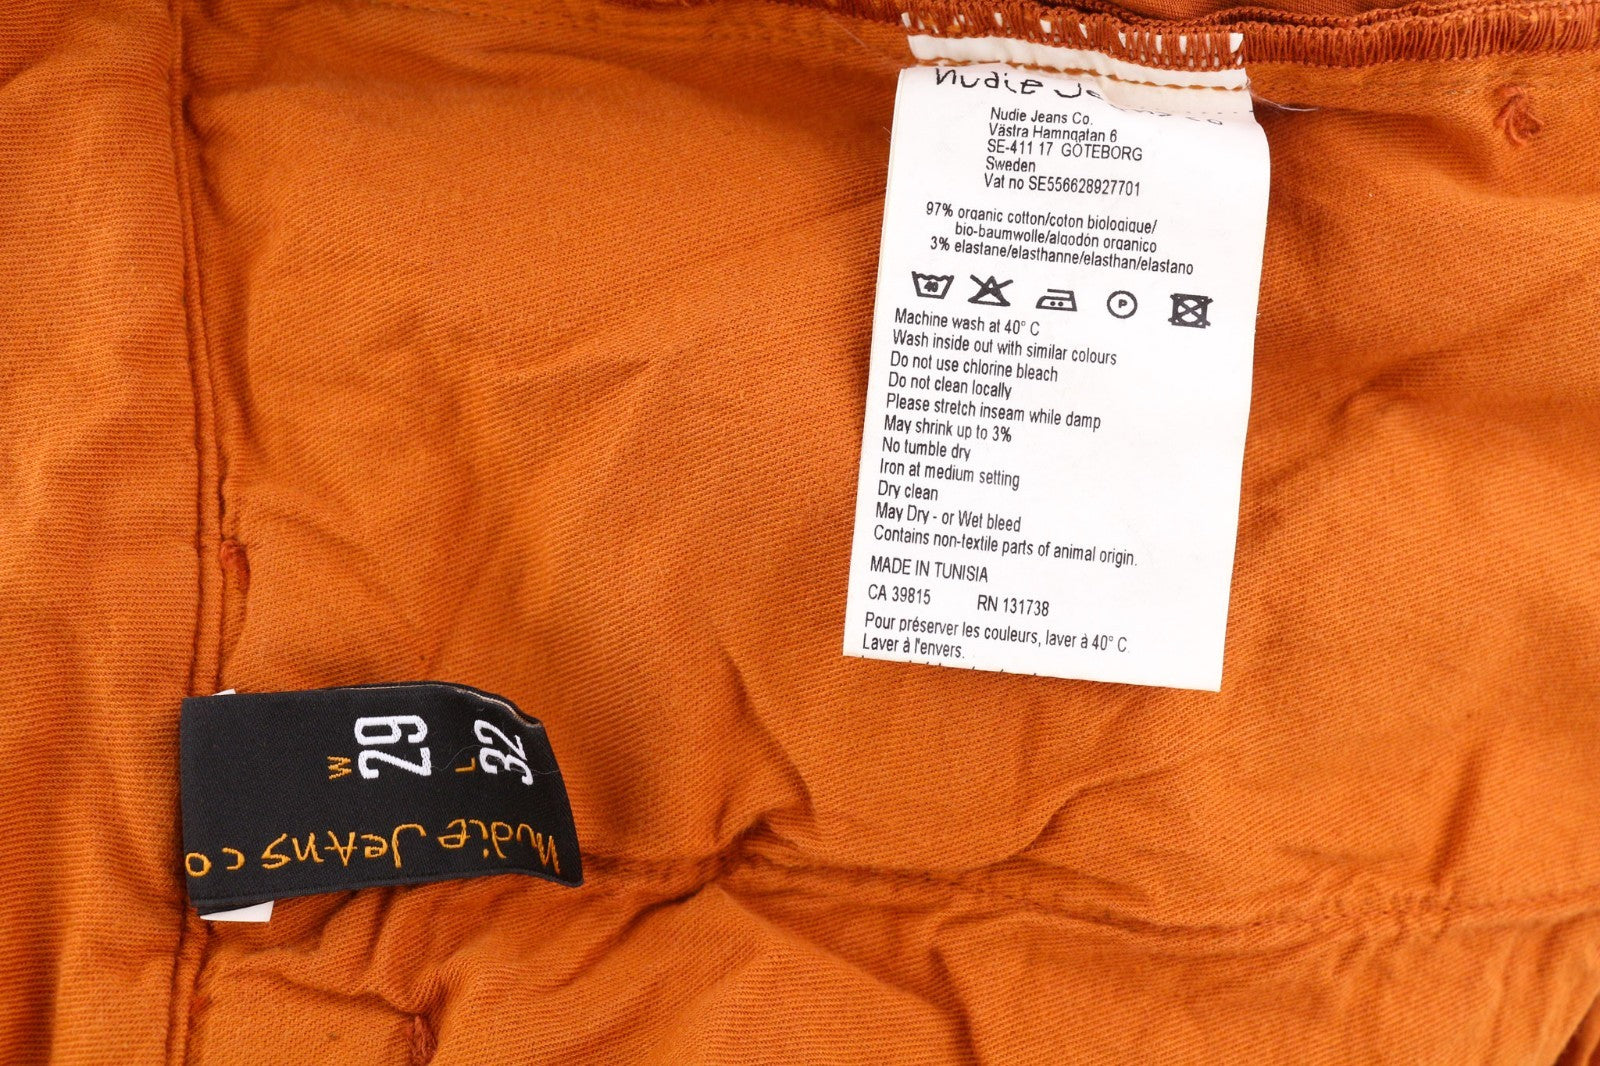 nudie Je
Nudie Jeans Co.
Västra Hamngatan 6
SE-411 17 GÖTEBORG
Sweden
Vat no SE556628927701
97% organic cotton/coton biologique/
bio-baumwolle/algodón organico
3% elastane/elasthanne/elasthan/elastano
40
P
Machine wash at 40° C
Wash inside out with similar colours
Do not use chlorine bleach
Do not clean locally
Please stretch inseam while damp
May shrink up to 3%
No tumble dry
Iron at medium setting
Dry clean
May Dry - or Wet bleed
Contains non-textile parts of animal origin.
MADE IN TUNISIA
CA 39815 RN 131738
Pour préserver les couleurs, laver à 40° C.
Laver à l'envers.
W 29
L 32
nudie Jeans co